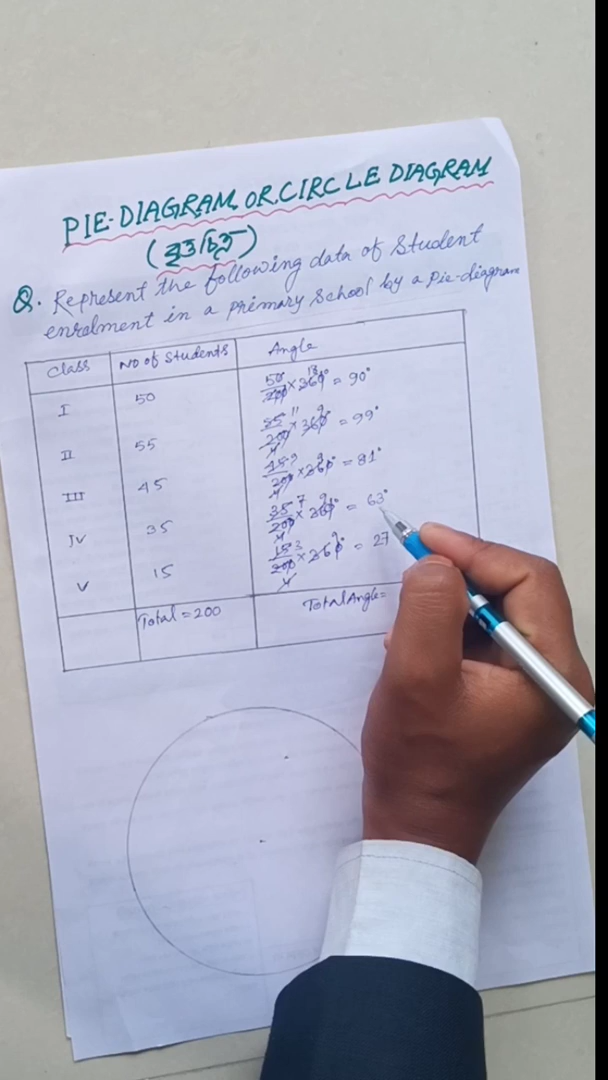 PIE-DIAGRAM OR CIRCLE DIAGRAM
Q. Represent the following data of Student
enralment in a primary School by a Pie-diagram
Class No of Students Angle
I 50 50/200 × 360° = 90°
II 55 55/200 × 360° = 99°
III 45 45/200 × 360° = 81°
IV 35 35/200 × 360° = 63°
V 15 15/200 × 360° = 27
Total = 200 Total Angle =